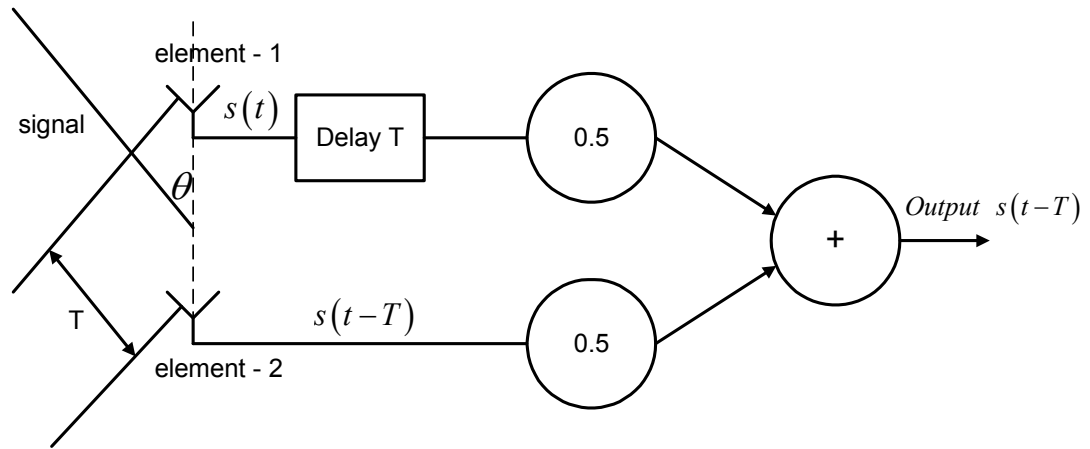 element - 1
signal
s(t)
Delay T
0.5
θ
+
Output s(t−T)
T
s(t−T)
0.5
element - 2